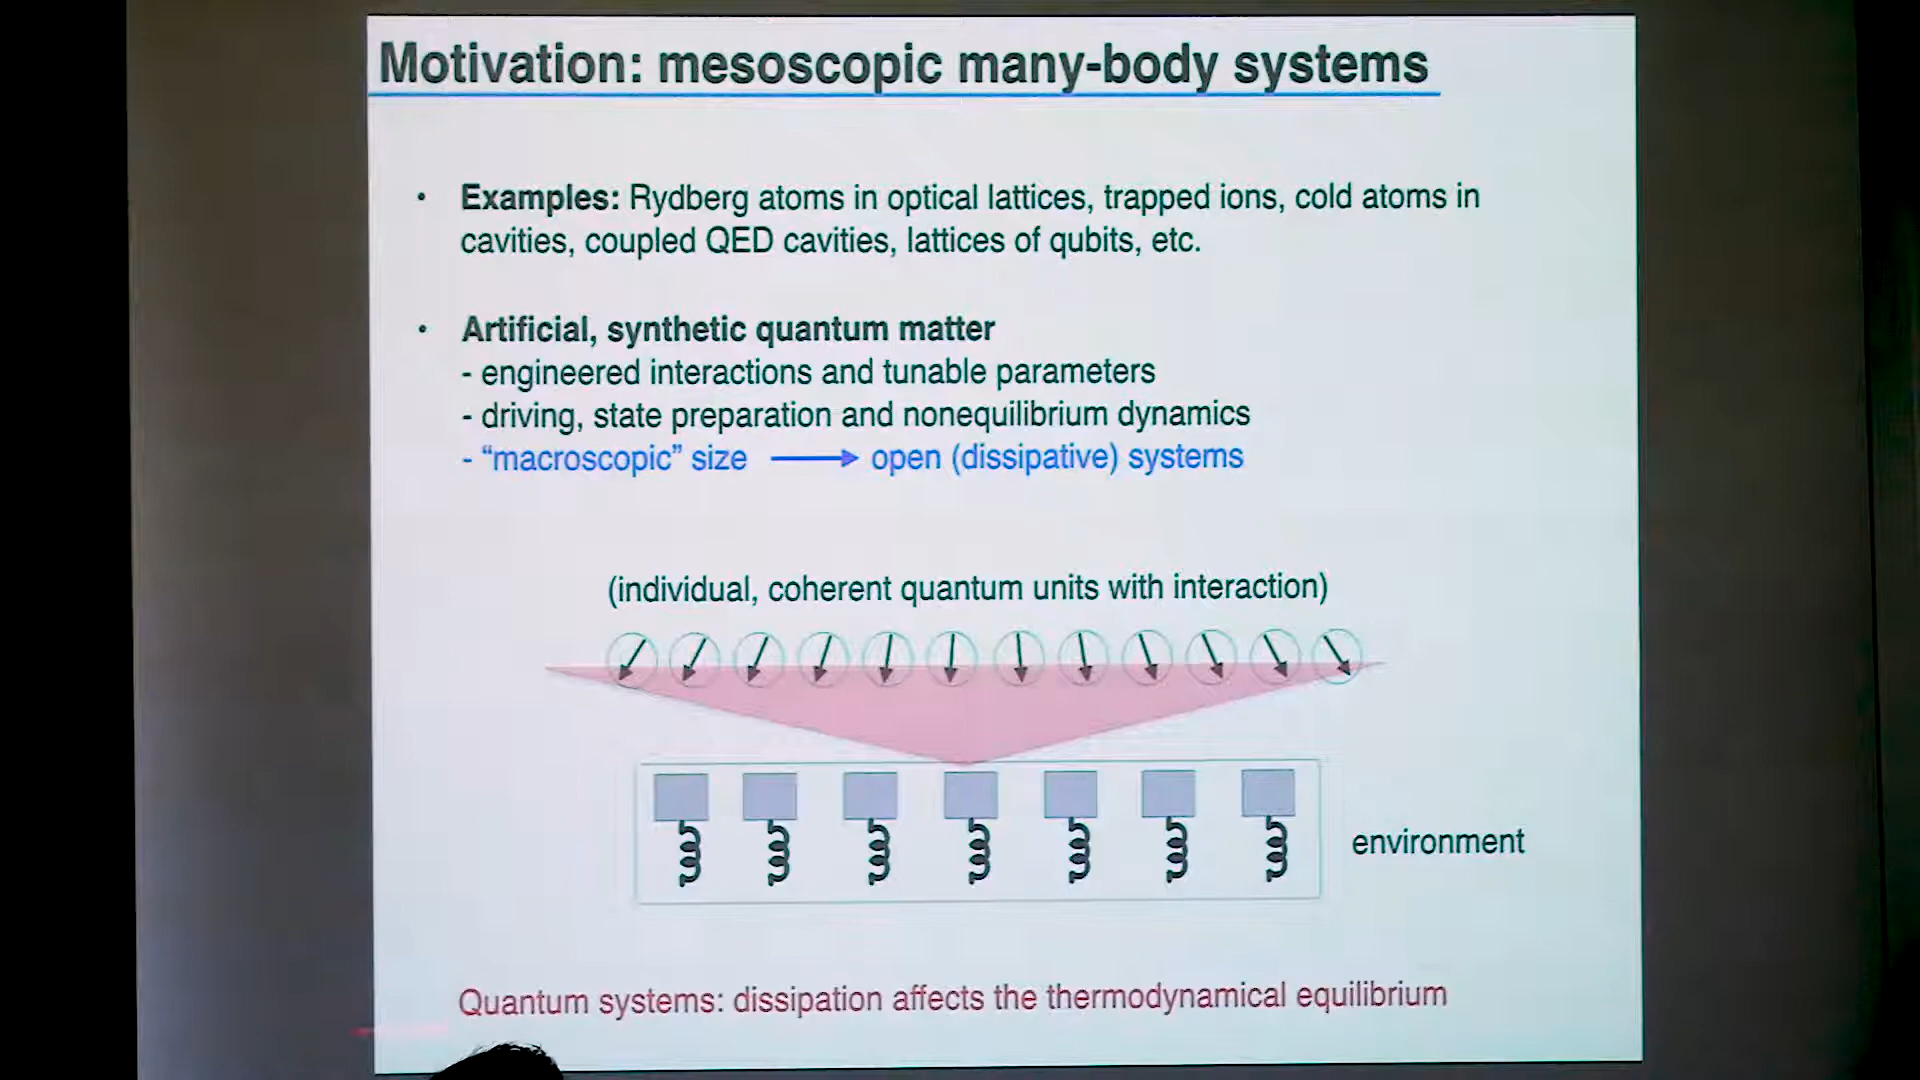 Motivation: mesoscopic many-body systems
• Examples: Rydberg atoms in optical lattices, trapped ions, cold atoms in
cavities, coupled QED cavities, lattices of qubits, etc.
• Artificial, synthetic quantum matter
- engineered interactions and tunable parameters
- driving, state preparation and nonequilibrium dynamics
- “macroscopic” size ⟶ open (dissipative) systems
(individual, coherent quantum units with interaction)
environment
Quantum systems: dissipation affects the thermodynamical equilibrium